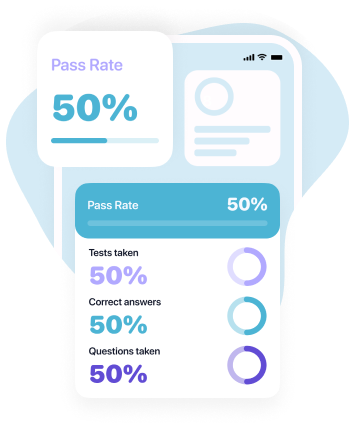 Pass Rate
50%
Pass Rate 50%
Tests taken
50%
Correct answers
50%
Questions taken
50%